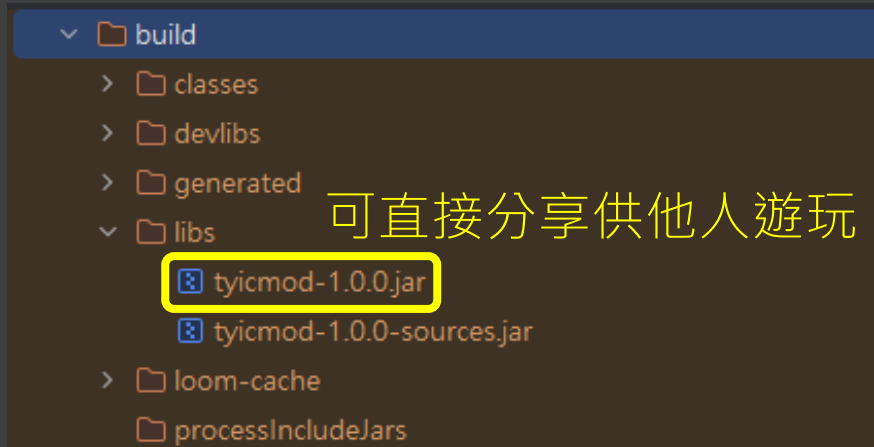 build
classes
devlibs
generated
可直接分享供他人遊玩
libs
tyicmod-1.0.0.jar
tyicmod-1.0.0-sources.jar
loom-cache
processIncludeJars